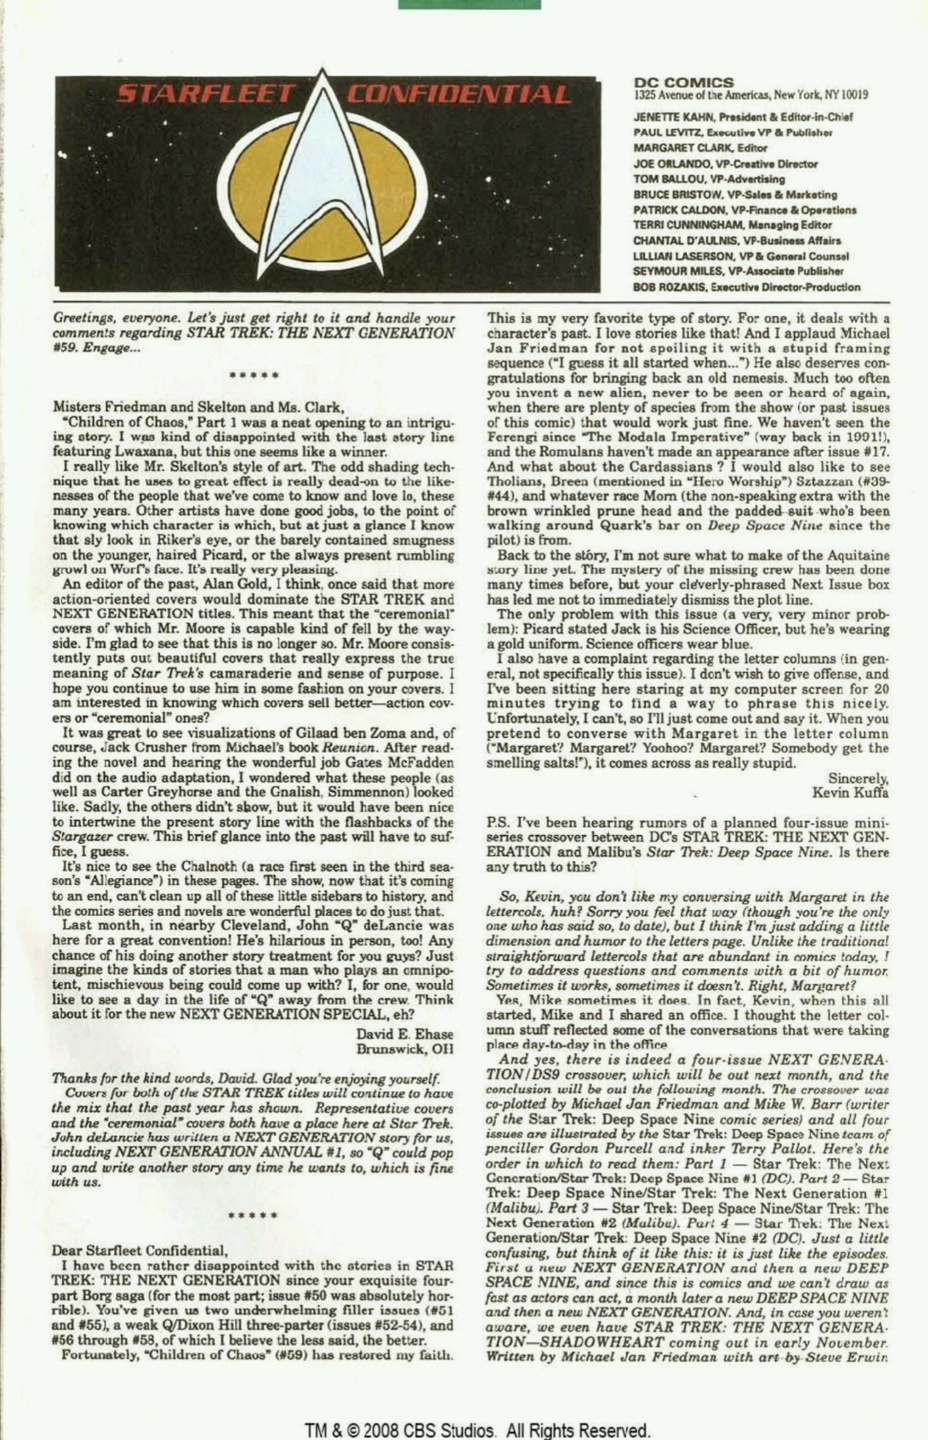 STARFLEET CONFIDENTIAL
DC COMICS
1325 Avenue of the Americas, New York, NY 10019
JENETTE KAHN, President & Editor-in-Chief
PAUL LEVITZ, Executive VP & Publisher
MARGARET CLARK, Editor
JOE ORLANDO, VP-Creative Director
TOM BALLOU, VP-Advertising
BRUCE BRISTOW, VP-Sales & Marketing
PATRICK CALDON, VP-Finance & Operations
TERRI CUNNINGHAM, Managing Editor
CHANTAL D'AULNIS, VP-Business Affairs
LILLIAN LASERSON, VP & General Counsel
SEYMOUR MILES, VP-Associate Publisher
BOB ROZAKIS, Executive Director-Production
Greetings, everyone. Let's just get right to it and handle your
comments regarding STAR TREK: THE NEXT GENERATION
#59. Engage...
* * * * *
Misters Friedman and Skelton and Ms. Clark,
"Children of Chaos," Part 1 was a neat opening to an intrigu-
ing story. I was kind of disappointed with the last story line
featuring Lwaxana, but this one seems like a winner.
I really like Mr. Skelton's style of art. The odd shading tech-
nique that he uses to great effect is really dead-on to the like-
nesses of the people that we've come to know and love lo, these
many years. Other artists have done good jobs, to the point of
knowing which character is which, but at just a glance I know
that sly look in Riker's eye, or the barely contained smugness
on the younger, haired Picard, or the always present rumbling
growl on Worf's face. It's really very pleasing.
An editor of the past, Alan Gold, I think, once said that more
action-oriented covers would dominate the STAR TREK and
NEXT GENERATION titles. This meant that the "ceremonial"
covers of which Mr. Moore is capable kind of fell by the way-
side. I'm glad to see that this is no longer so. Mr. Moore consis-
tently puts out beautiful covers that really express the true
meaning of Star Trek's camaraderie and sense of purpose. I
hope you continue to use him in some fashion on your covers. I
am interested in knowing which covers sell better—action cov-
ers or "ceremonial" ones?
It was great to see visualizations of Gilaad ben Zoma and, of
course, Jack Crusher from Michael's book Reunion. After read-
ing the novel and hearing the wonderful job Gates McFadden
did on the audio adaptation, I wondered what these people (as
well as Carter Greyhorse and the Gnalish, Simmennon) looked
like. Sadly, the others didn't show, but it would have been nice
to intertwine the present story line with the flashbacks of the
Stargazer crew. This brief glance into the past will have to suf-
fice, I guess.
It's nice to see the Chalnoth (a race first seen in the third sea-
son's "Allegiance") in these pages. The show, now that it's coming
to an end, can't clean up all of these little sidebars to history, and
the comics series and novels are wonderful places to do just that.
Last month, in nearby Cleveland, John "Q" deLancie was
here for a great convention! He's hilarious in person, too! Any
chance of his doing another story treatment for you guys? Just
imagine the kinds of stories that a man who plays an omnipo-
tent, mischievous being could come up with? I, for one, would
like to see a day in the life of "Q" away from the crew. Think
about it for the new NEXT GENERATION SPECIAL, eh?
David E. Ehase
Brunswick, OH
Thanks for the kind words, David. Glad you're enjoying yourself.
Covers for both of the STAR TREK titles will continue to have
the mix that the past year has shown. Representative covers
and the "ceremonial" covers both have a place here at Star Trek.
John deLancie has written a NEXT GENERATION story for us,
including NEXT GENERATION ANNUAL #1, so "Q" could pop
up and write another story any time he wants to, which is fine
with us.
* * * * *
Dear Starfleet Confidential,
I have been rather disappointed with the stories in STAR
TREK: THE NEXT GENERATION since your exquisite four-
part Borg saga (for the most part; issue #50 was absolutely hor-
rible). You've given us two underwhelming filler issues (#51
and #55), a weak Q/Dixon Hill three-parter (issues #52-54), and
#56 through #58, of which I believe the less said, the better.
Fortunately, "Children of Chaos" (#59) has restored my faith.
This is my very favorite type of story. For one, it deals with a
character's past. I love stories like that! And I applaud Michael
Jan Friedman for not spoiling it with a stupid framing
sequence ("I guess it all started when...") He also deserves con-
gratulations for bringing back an old nemesis. Much too often
you invent a new alien, never to be seen or heard of again,
when there are plenty of species from the show (or past issues
of this comic) that would work just fine. We haven't seen the
Ferengi since "The Modala Imperative" (way back in 1991!),
and the Romulans haven't made an appearance after issue #17.
And what about the Cardassians ? I would also like to see
Tholians, Breen (mentioned in "Hero Worship") Sztazzan (#39-
#44), and whatever race Morn (the non-speaking extra with the
brown wrinkled prune head and the padded suit who's been
walking around Quark's bar on Deep Space Nine since the
pilot) is from.
Back to the story, I'm not sure what to make of the Aquitaine
story line yet. The mystery of the missing crew has been done
many times before, but your cleverly-phrased Next Issue box
has led me not to immediately dismiss the plot line.
The only problem with this issue (a very, very minor prob-
lem): Picard stated Jack is his Science Officer, but he's wearing
a gold uniform. Science officers wear blue.
I also have a complaint regarding the letter columns (in gen-
eral, not specifically this issue). I don't wish to give offense, and
I've been sitting here staring at my computer screen for 20
minutes trying to find a way to phrase this nicely.
Unfortunately, I can't, so I'll just come out and say it. When you
pretend to converse with Margaret in the letter column
("Margaret? Margaret? Yoohoo? Margaret? Somebody get the
smelling salts!"), it comes across as really stupid.
Sincerely,
Kevin Kuffa
P.S. I've been hearing rumors of a planned four-issue mini-
series crossover between DC's STAR TREK: THE NEXT GEN-
ERATION and Malibu's Star Trek: Deep Space Nine. Is there
any truth to this?
So, Kevin, you don't like my conversing with Margaret in the
lettercols, huh? Sorry you feel that way (though you're the only
one who has said so, to date), but I think I'm just adding a little
dimension and humor to the letters page. Unlike the traditional
straightforward lettercols that are abundant in comics today, I
try to address questions and comments with a bit of humor.
Sometimes it works, sometimes it doesn't. Right, Margaret?
Yes, Mike sometimes it does. In fact, Kevin, when this all
started, Mike and I shared an office. I thought the letter col-
umn stuff reflected some of the conversations that were taking
place day-to-day in the office
And yes, there is indeed a four-issue NEXT GENERA-
TION/DS9 crossover, which will be out next month, and the
conclusion will be out the following month. The crossover was
co-plotted by Michael Jan Friedman and Mike W. Barr (writer
of the Star Trek: Deep Space Nine comic series) and all four
issues are illustrated by the Star Trek: Deep Space Nine team of
penciller Gordon Purcell and inker Terry Pallot. Here's the
order in which to read them: Part 1 — Star Trek: The Next
Generation/Star Trek: Deep Space Nine #1 (DC). Part 2 — Star
Trek: Deep Space Nine/Star Trek: The Next Generation #1
(Malibu). Part 3 — Star Trek: Deep Space Nine/Star Trek: The
Next Generation #2 (Malibu). Part 4 — Star Trek: The Next
Generation/Star Trek: Deep Space Nine #2 (DC). Just a little
confusing, but think of it like this: it is just like the episodes.
First a new NEXT GENERATION and then a new DEEP
SPACE NINE, and since this is comics and we can't draw as
fast as actors can act, a month later a new DEEP SPACE NINE
and then a new NEXT GENERATION. And, in case you weren't
aware, we even have STAR TREK: THE NEXT GENERA-
TION—SHADOWHEART coming out in early November.
Written by Michael Jan Friedman with art by Steve Erwin.
TM & © 2008 CBS Studios. All Rights Reserved.